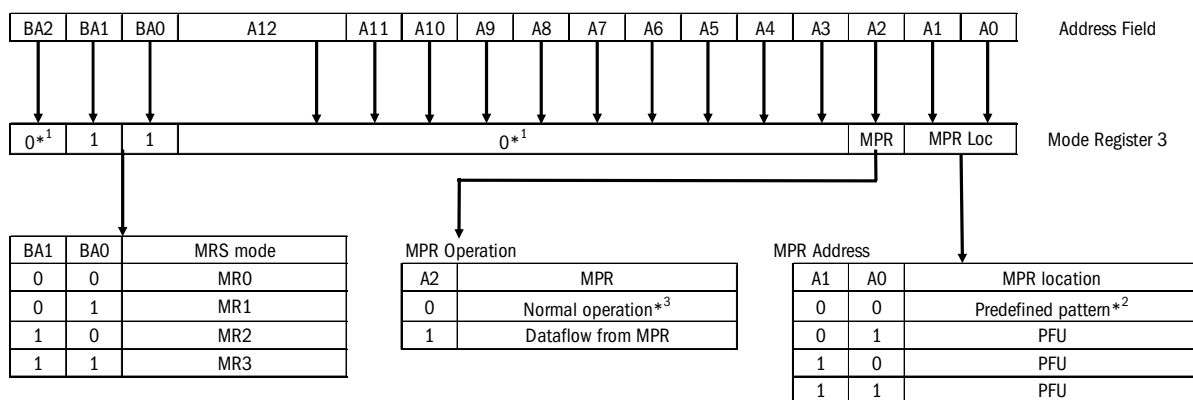 BA2 BA1 BA0 A12 A11 A10 A9 A8 A7 A6 A5 A4 A3 A2 A1 A0 Address Field
0*1 1 1 0*1 MPR MPR Loc Mode Register 3
BA1 BA0 MRS mode
0 0 MR0
0 1 MR1
1 0 MR2
1 1 MR3
MPR Operation
A2 MPR
0 Normal operation*3
1 Dataflow from MPR
MPR Address
A1 A0 MPR location
0 0 Predefined pattern*2
0 1 PFU
1 0 PFU
1 1 PFU